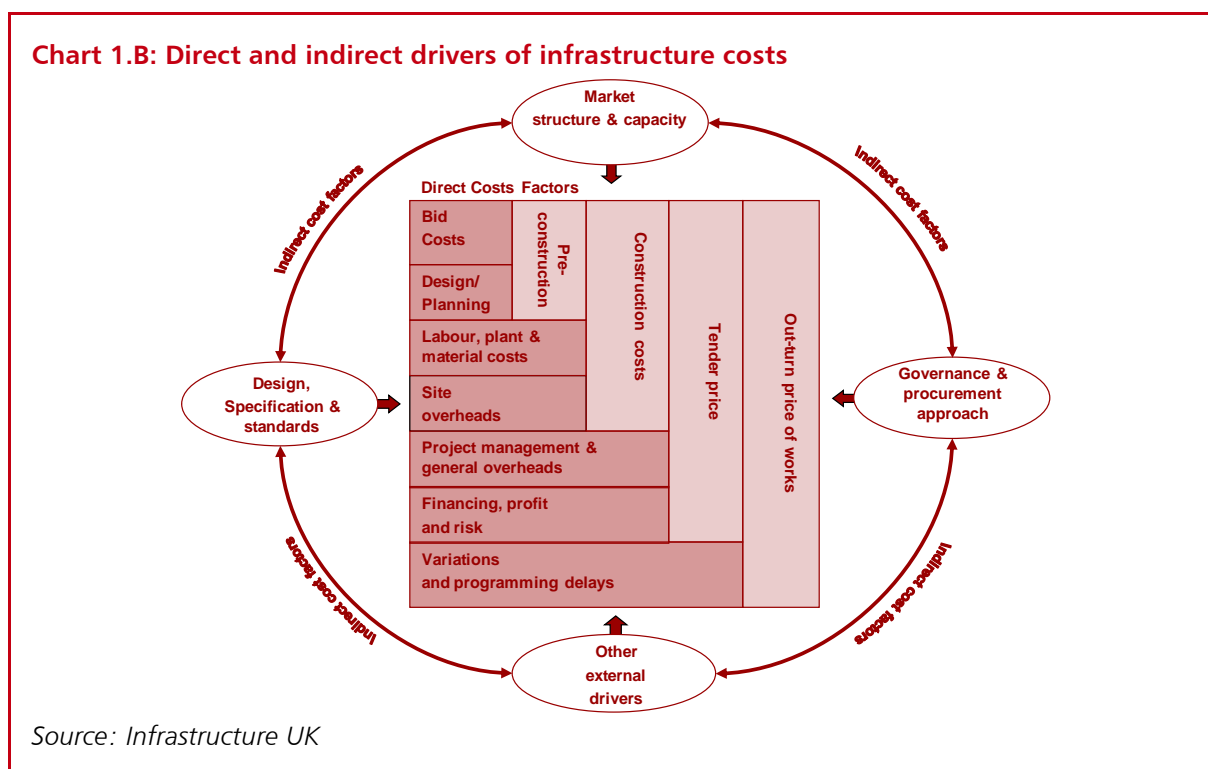 Chart 1.B: Direct and indirect drivers of infrastructure costs
Market
structure & capacity
Indirect cost factors
Indirect cost factors
Direct Costs Factors
Bid
Costs
Pre-
construction
Design/
Planning
Labour, plant &
material costs
Site
overheads
Construction costs
Project management &
general overheads
Financing, profit
and risk
Tender price
Variations
and programming delays
Out-turn price of works
Design,
Specification &
standards
Governance &
procurement
approach
Indirect cost factors
Indirect cost factors
Other
external
drivers
Source: Infrastructure UK